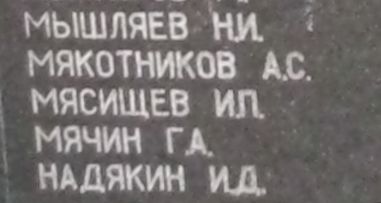 МЫШЛЯЕВ Н.И.
МЯКОТНИКОВ А.С.
МЯСИЩЕВ И.П.
МЯЧИН Г.А.
НАДЯКИН И.Д.